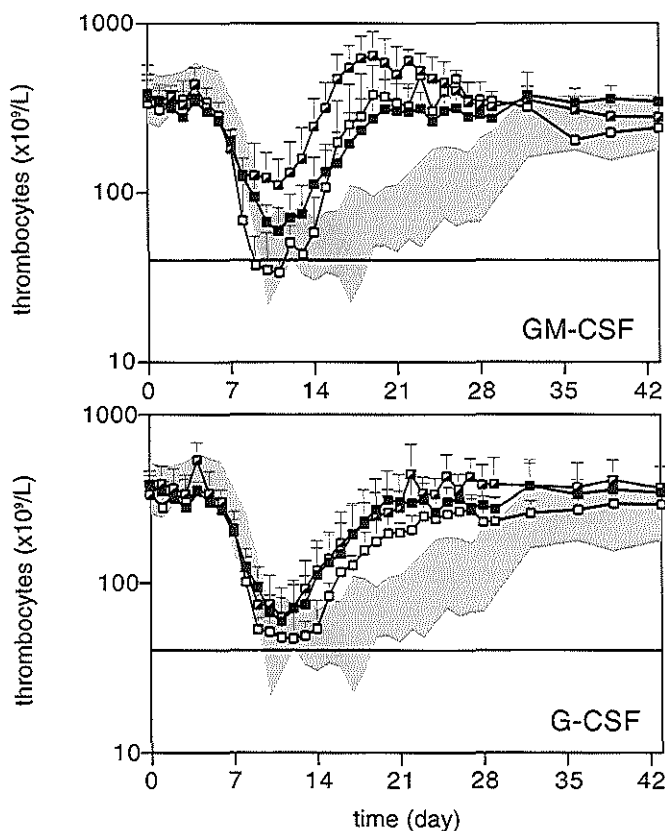 1000
100
10
thrombocytes (x10⁹/L)
GM-CSF
0 7 14 21 28 35 42
1000
100
10
thrombocytes (x10⁹/L)
G-CSF
0 7 14 21 28 35 42
time (day)